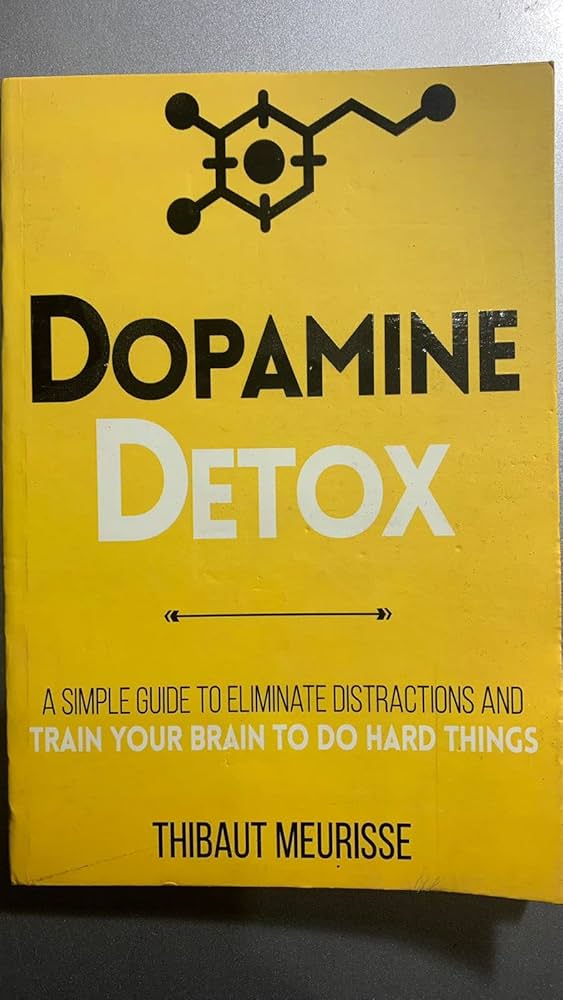 DOPAMINE
DETOX
A SIMPLE GUIDE TO ELIMINATE DISTRACTIONS AND
TRAIN YOUR BRAIN TO DO HARD THINGS
THIBAUT MEURISSE